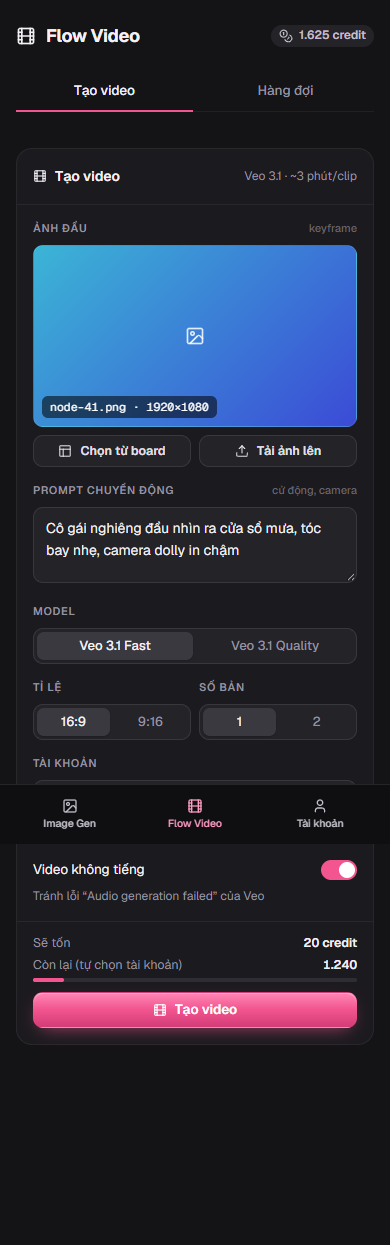 Flow Video
1.625 credit
Tạo video
Hàng đợi
Tạo video
Veo 3.1 · ~3 phút/clip
ẢNH ĐẦU
keyframe
node-41.png · 1920×1080
Chọn từ board
Tải ảnh lên
PROMPT CHUYỂN ĐỘNG
cử động, camera
Cô gái nghiêng đầu nhìn ra cửa sổ mưa, tóc
bay nhẹ, camera dolly in chậm
MODEL
Veo 3.1 Fast
Veo 3.1 Quality
TỈ LỆ
SỐ BẢN
16:9
9:16
1
2
TÀI KHOẢN
Image Gen
Flow Video
Tài khoản
Video không tiếng
Tránh lỗi “Audio generation failed” của Veo
Sẽ tốn
20 credit
Còn lại (tự chọn tài khoản)
1.240
Tạo video